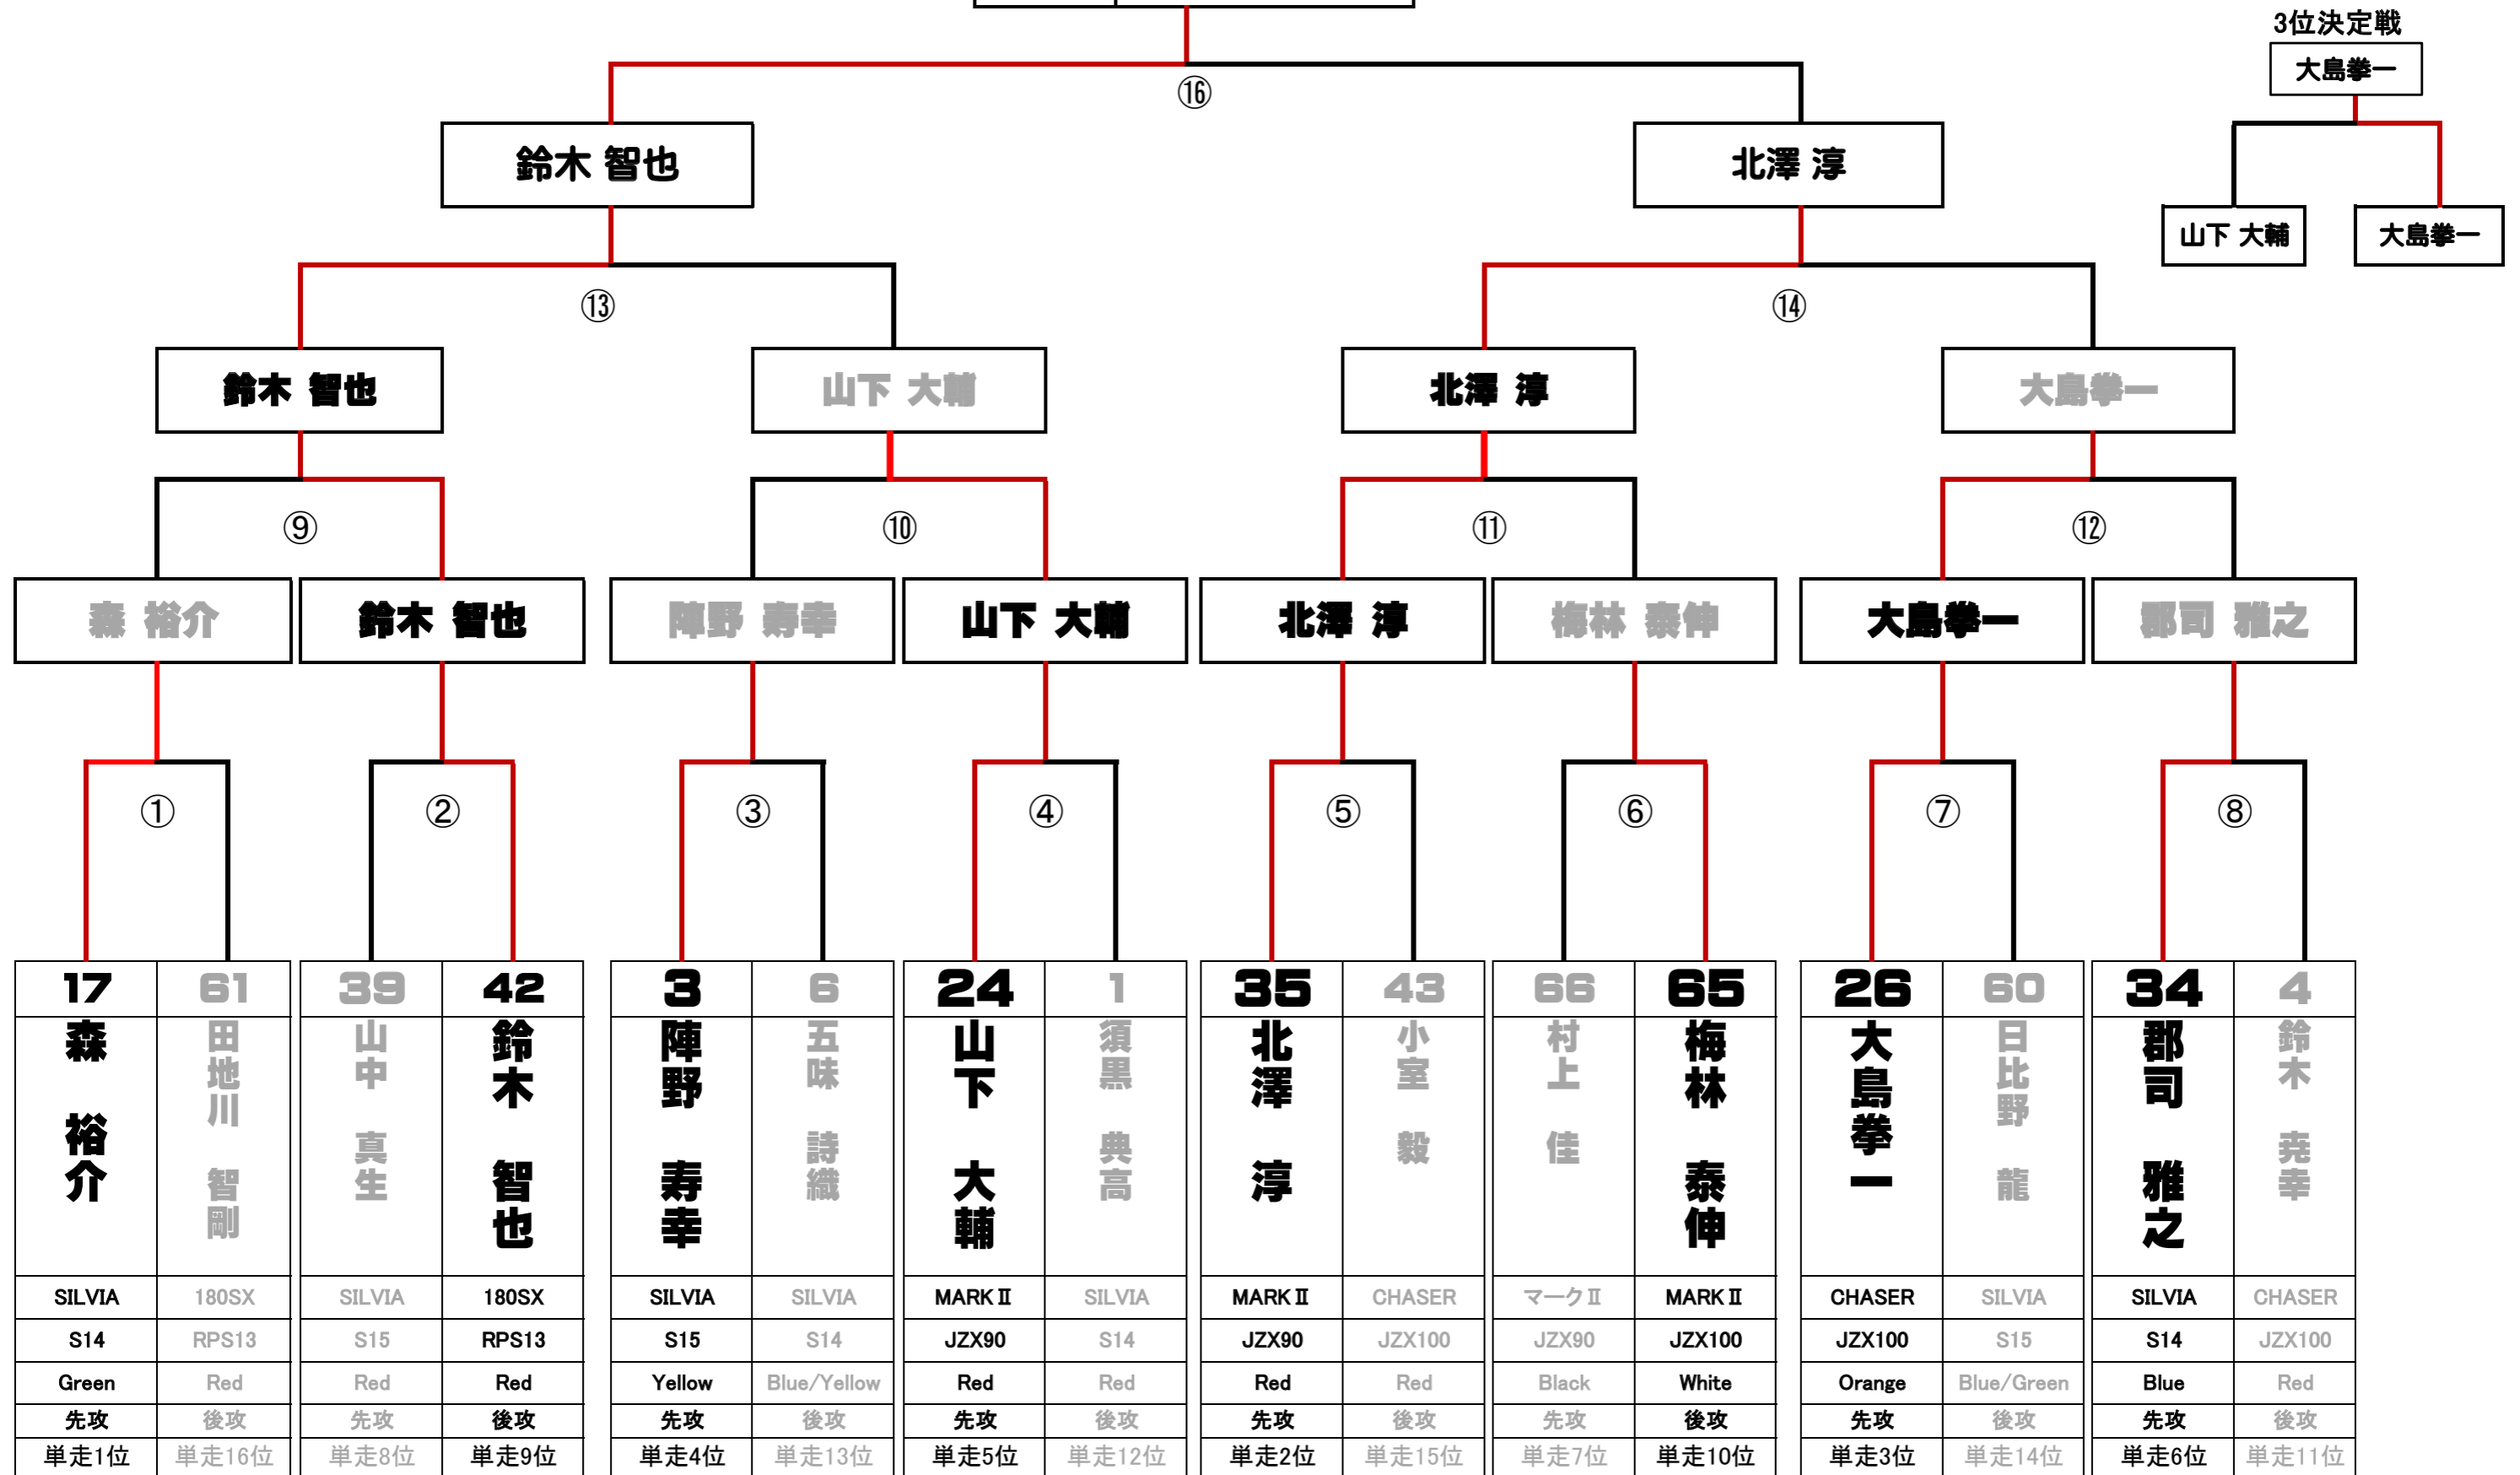 3位決定戦
大島拳一
⑯
鈴木 智也
北澤 淳
山下 大輔
大島拳一
⑬
⑭
鈴木 智也
山下 大輔
北澤 淳
大島拳一
⑨
⑩
⑪
⑫
森 裕介
鈴木 智也
陣野 寿幸
山下 大輔
北澤 淳
梅林 泰伸
大島拳一
郡司 雅之
① ② ③ ④ ⑤ ⑥ ⑦ ⑧
17 61 39 42 3 6 24 1 35 43 66 65 26 60 34 4
森 裕介
田地川 智剛
山中 真生
鈴木 智也
陣野 寿幸
五味 詩織
山下 大輔
須黒 典高
北澤 淳
小室 毅
村上 佳
梅林 泰伸
大島拳一
日比野 龍
郡司 雅之
鈴木 尭幸
SILVIA 180SX SILVIA 180SX SILVIA SILVIA MARKⅡ SILVIA MARKⅡ CHASER マークⅡ MARKⅡ CHASER SILVIA SILVIA CHASER
S14 RPS13 S15 RPS13 S15 S14 JZX90 S14 JZX90 JZX100 JZX90 JZX100 JZX100 S15 S14 JZX100
Green Red Red Red Yellow Blue/Yellow Red Red Red Red Black White Orange Blue/Green Blue Red
先攻 後攻 先攻 後攻 先攻 後攻 先攻 後攻 先攻 後攻 先攻 後攻 先攻 後攻 先攻 後攻
単走1位 単走16位 単走8位 単走9位 単走4位 単走13位 単走5位 単走12位 単走2位 単走15位 単走7位 単走10位 単走3位 単走14位 単走6位 単走11位